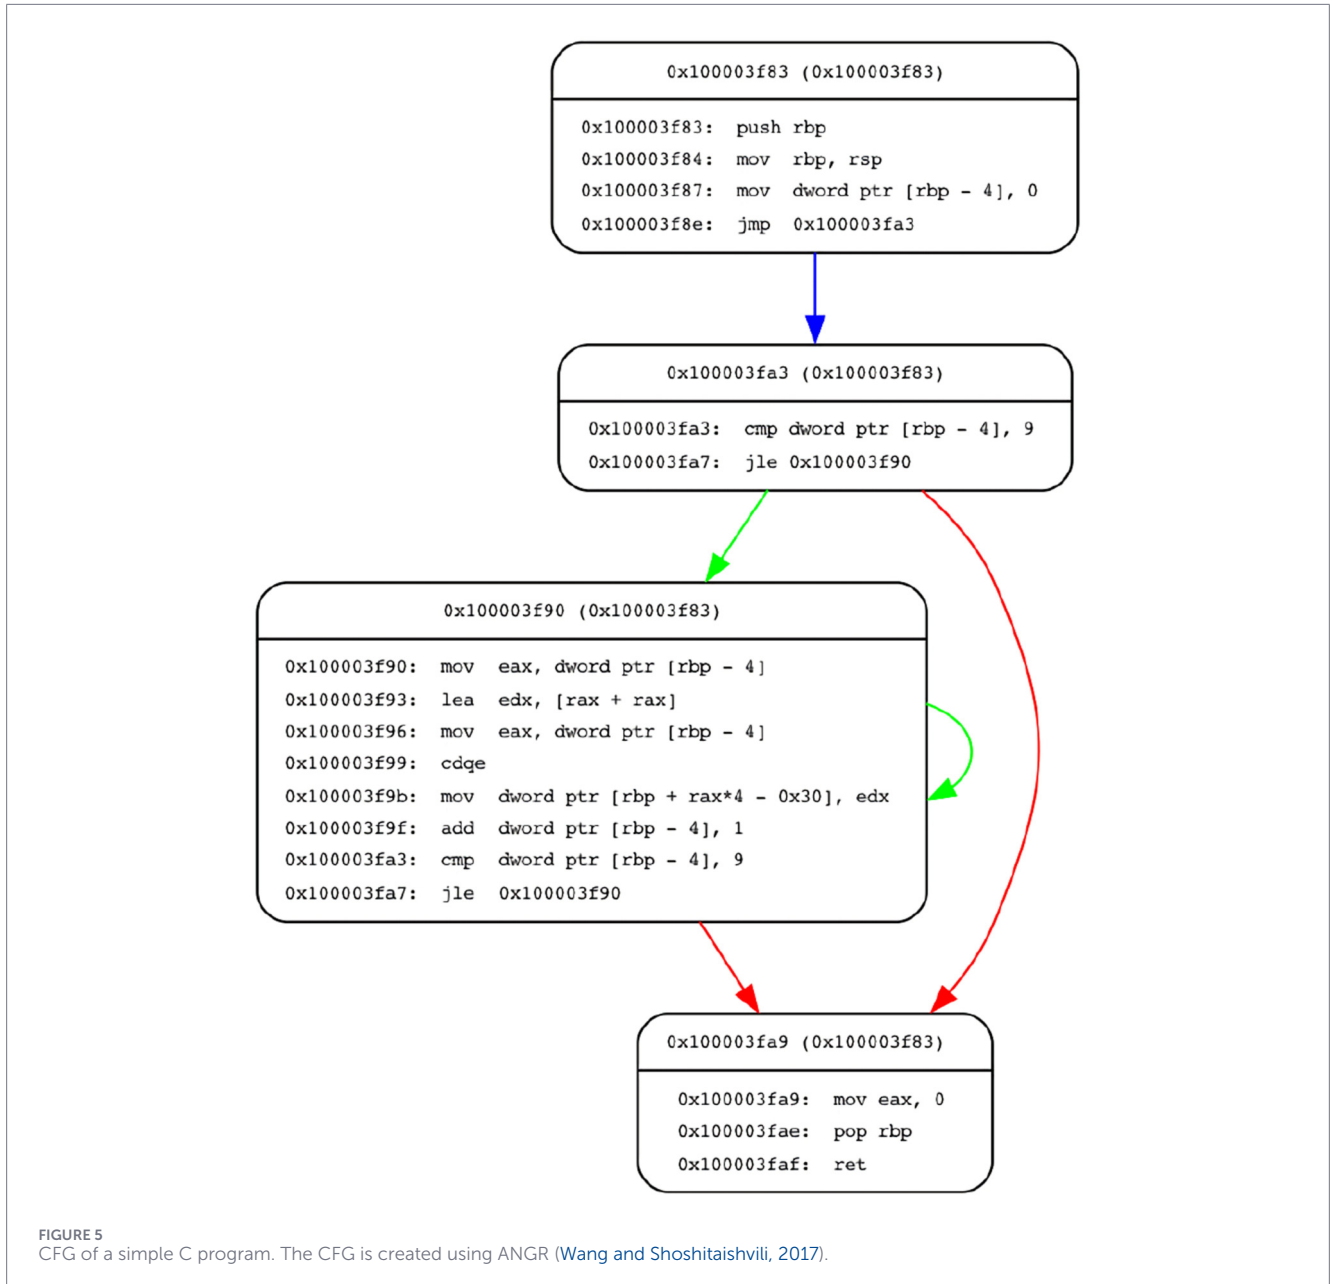 0x100003f83 (0x100003f83)
0x100003f83: push rbp
0x100003f84: mov rbp, rsp
0x100003f87: mov dword ptr [rbp - 4], 0
0x100003f8e: jmp 0x100003fa3
0x100003fa3 (0x100003f83)
0x100003fa3: cmp dword ptr [rbp - 4], 9
0x100003fa7: jle 0x100003f90
0x100003f90 (0x100003f83)
0x100003f90: mov eax, dword ptr [rbp - 4]
0x100003f93: lea edx, [rax + rax]
0x100003f96: mov eax, dword ptr [rbp - 4]
0x100003f99: cdqe
0x100003f9b: mov dword ptr [rbp + rax*4 - 0x30], edx
0x100003f9f: add dword ptr [rbp - 4], 1
0x100003fa3: cmp dword ptr [rbp - 4], 9
0x100003fa7: jle 0x100003f90
0x100003fa9 (0x100003f83)
0x100003fa9: mov eax, 0
0x100003fae: pop rbp
0x100003faf: ret
FIGURE 5
CFG of a simple C program. The CFG is created using ANGR (Wang and Shoshitaishvili, 2017).